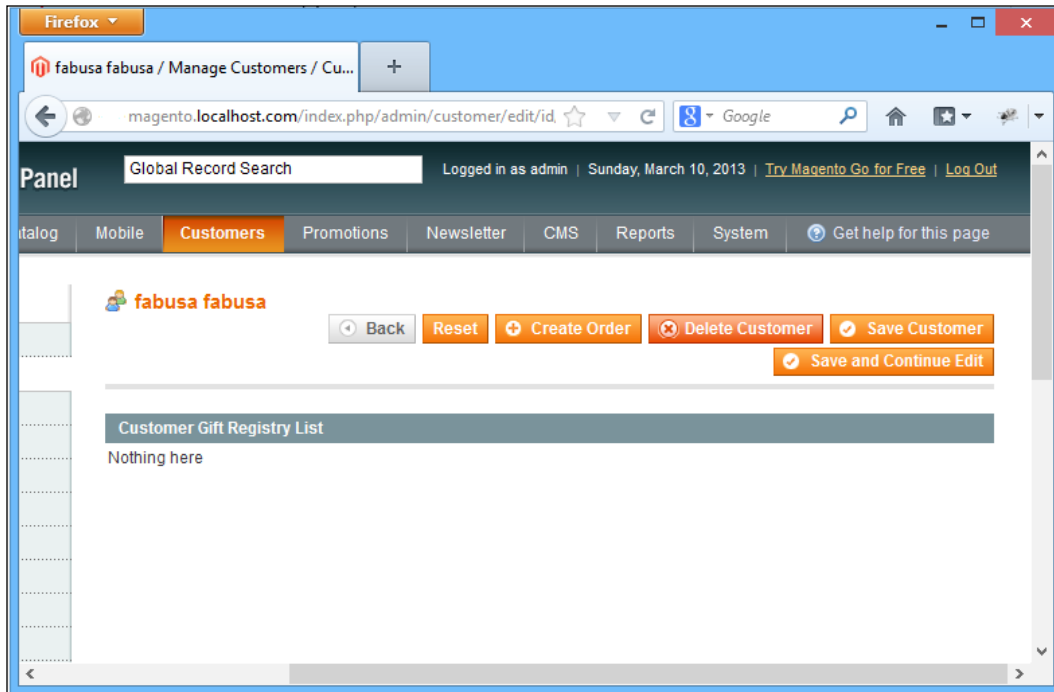 Firefox
fabusa fabusa / Manage Customers / Cu...
magento.localhost.com/index.php/admin/customer/edit/id,
8 Google
Panel
Global Record Search
Logged in as admin | Sunday, March 10, 2013 | Try Magento Go for Free | Log Out
atalog Mobile Customers Promotions Newsletter CMS Reports System ? Get help for this page
fabusa fabusa
Back Reset Create Order Delete Customer Save Customer
Save and Continue Edit
Customer Gift Registry List
Nothing here